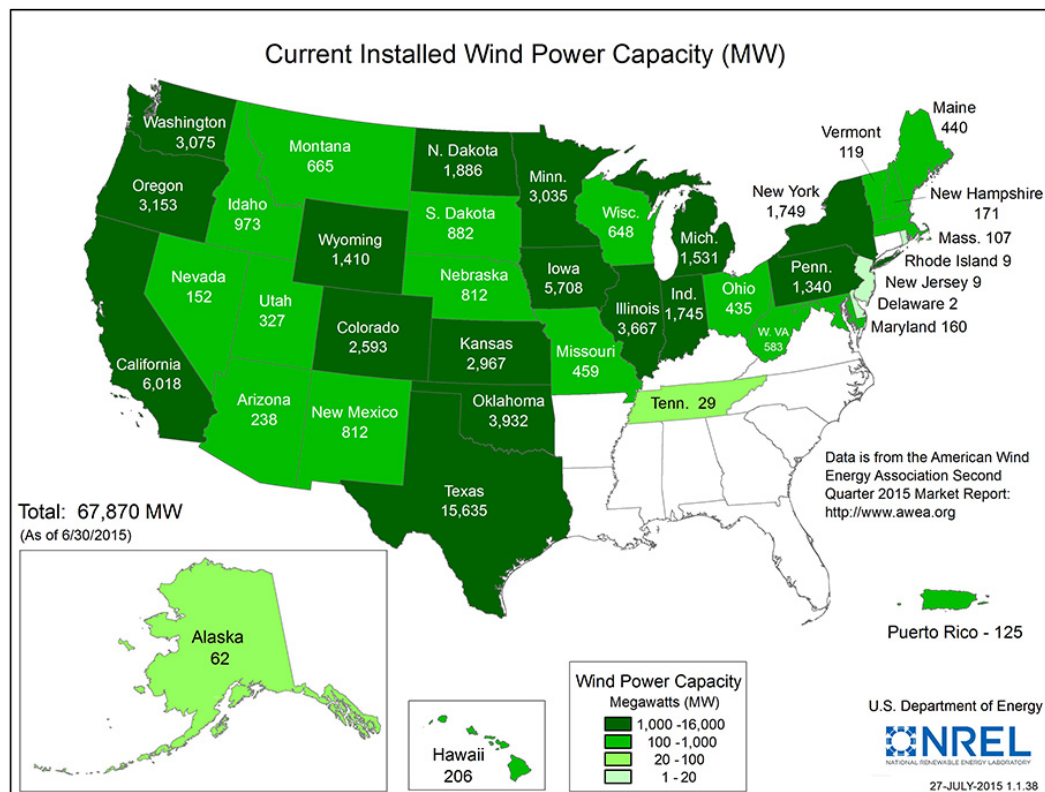 Current Installed Wind Power Capacity (MW)
Washington
3,075
Oregon
3,153
California
6,018
Idaho
973
Nevada
152
Montana
665
Wyoming
1,410
Utah
327
Arizona
238
Colorado
2,593
New Mexico
812
N. Dakota
1,886
S. Dakota
882
Nebraska
812
Kansas
2,967
Oklahoma
3,932
Texas
15,635
Minn.
3,035
Iowa
5,708
Missouri
459
Wisc.
648
Illinois
3,667
Mich.
1,531
Ind.
1,745
Ohio
435
W. VA
583
Tenn. 29
Penn.
1,340
New York
1,749
Vermont
119
Maine
440
New Hampshire
171
Mass. 107
Rhode Island 9
New Jersey 9
Delaware 2
Maryland 160
Data is from the American Wind
Energy Association Second
Quarter 2015 Market Report:
http://www.awea.org
Total: 67,870 MW
(As of 6/30/2015)
Alaska
62
Hawaii
206
Puerto Rico - 125
Wind Power Capacity
Megawatts (MW)
1,000 -16,000
100 -1,000
20 -100
1 - 20
U.S. Department of Energy
NREL
NATIONAL RENEWABLE ENERGY LABORATORY
27-JULY-2015 1.1.38